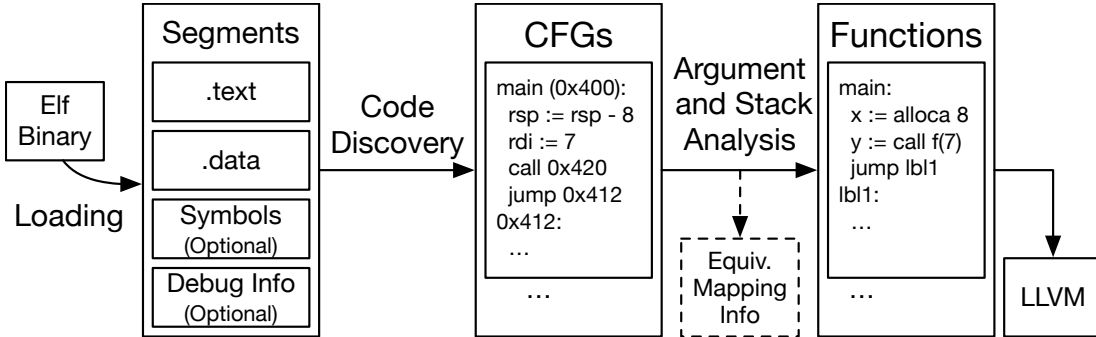 Elf
Binary
Loading
Segments
.text
.data
Symbols
(Optional)
Debug Info
(Optional)
Code
Discovery
CFGs
main (0x400):
rsp := rsp - 8
rdi := 7
call 0x420
jump 0x412
0x412:
...
...
Argument
and Stack
Analysis
Equiv.
Mapping
Info
Functions
main:
x := alloca 8
y := call f(7)
jump lbl1
lbl1:
...
...
LLVM